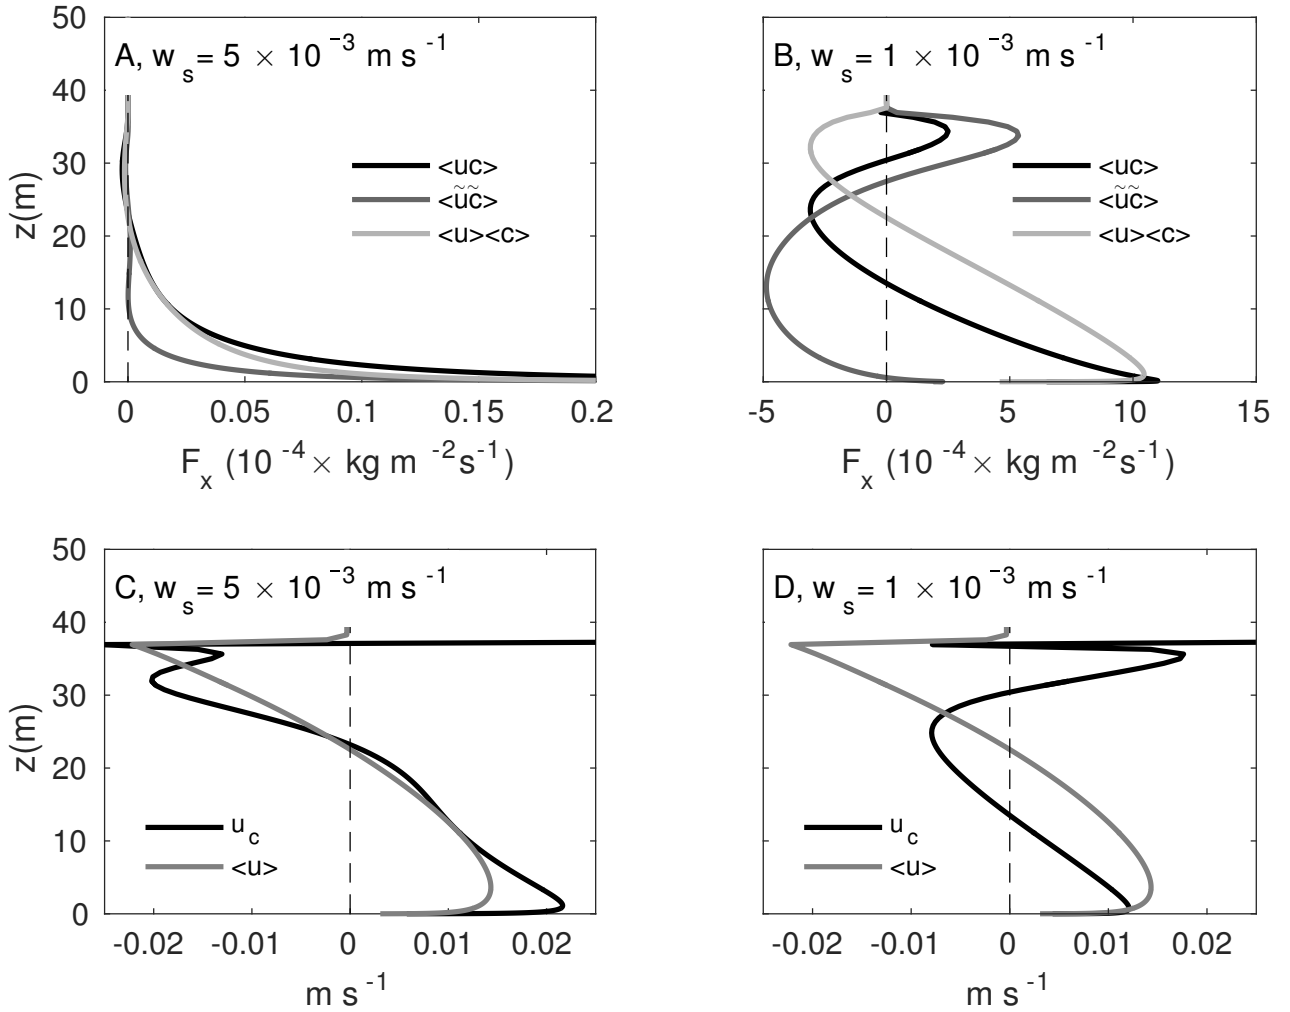 A, w_s= 5 × 10^−3 m s^-1
50
40
30
20
10
0
z(m)
<uc>
<ũc̃>
<u><c>
0 0.05 0.1 0.15 0.2
F_x (10^-4 × kg m^-2 s^-1)
B, w_s= 1 × 10^−3 m s^-1
<uc>
<ũc̃>
<u><c>
-5 0 5 10 15
F_x (10^-4 × kg m^-2 s^-1)
C, w_s= 5 × 10^−3 m s^-1
50
40
30
20
10
0
z(m)
u_c
<u>
-0.02 -0.01 0 0.01 0.02
m s^-1
D, w_s= 1 × 10^−3 m s^-1
u_c
<u>
-0.02 -0.01 0 0.01 0.02
m s^-1